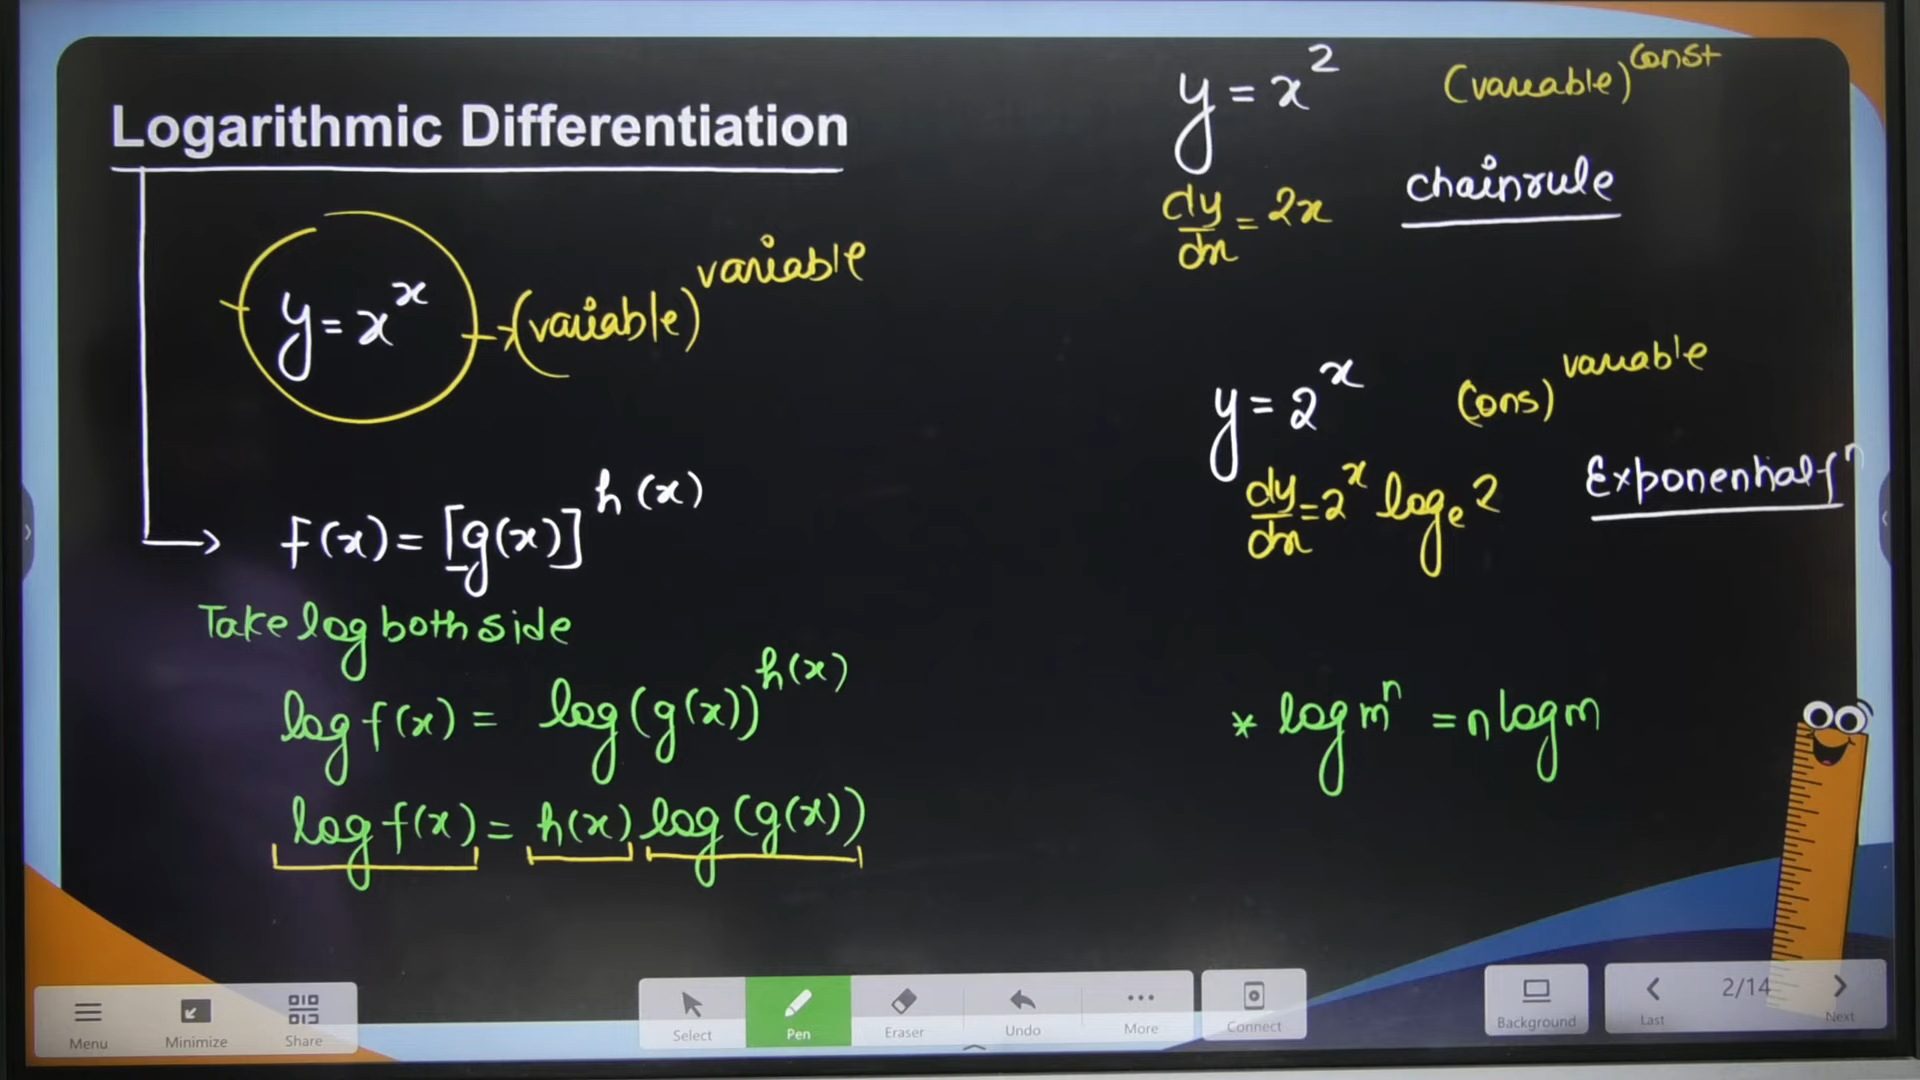 Logarithmic Differentiation
y = x^x → (variable)^variable
f(x) = [g(x)]^h(x)
Take log both side
log f(x) = log(g(x))^h(x)
log f(x) = h(x) log(g(x))
y = x^2 (variable)^const
dy/dx = 2x chainrule
y = 2^x (cons)^variable
dy/dx = 2^x log_e 2 Exponential f^n
* log m^n = n log m
Menu Minimize Share Select Pen Eraser Undo More Connect Background Last 2/14 Next